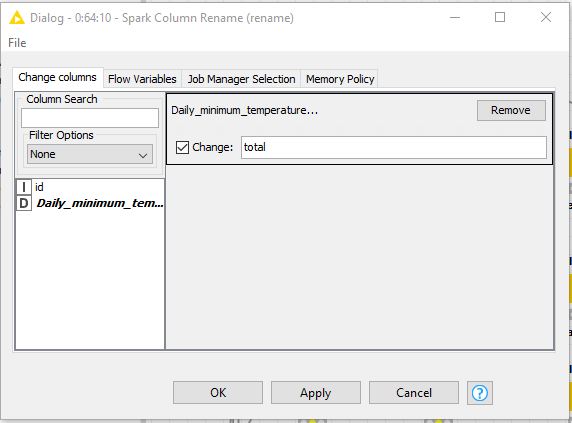 Dialog - 0:64:10 - Spark Column Rename (rename)
File
Change columns Flow Variables Job Manager Selection Memory Policy
Column Search
Daily_minimum_temperature...
Remove
Filter Options
Change: total
None
I id
D Daily_minimum_tem...
OK Apply Cancel ?